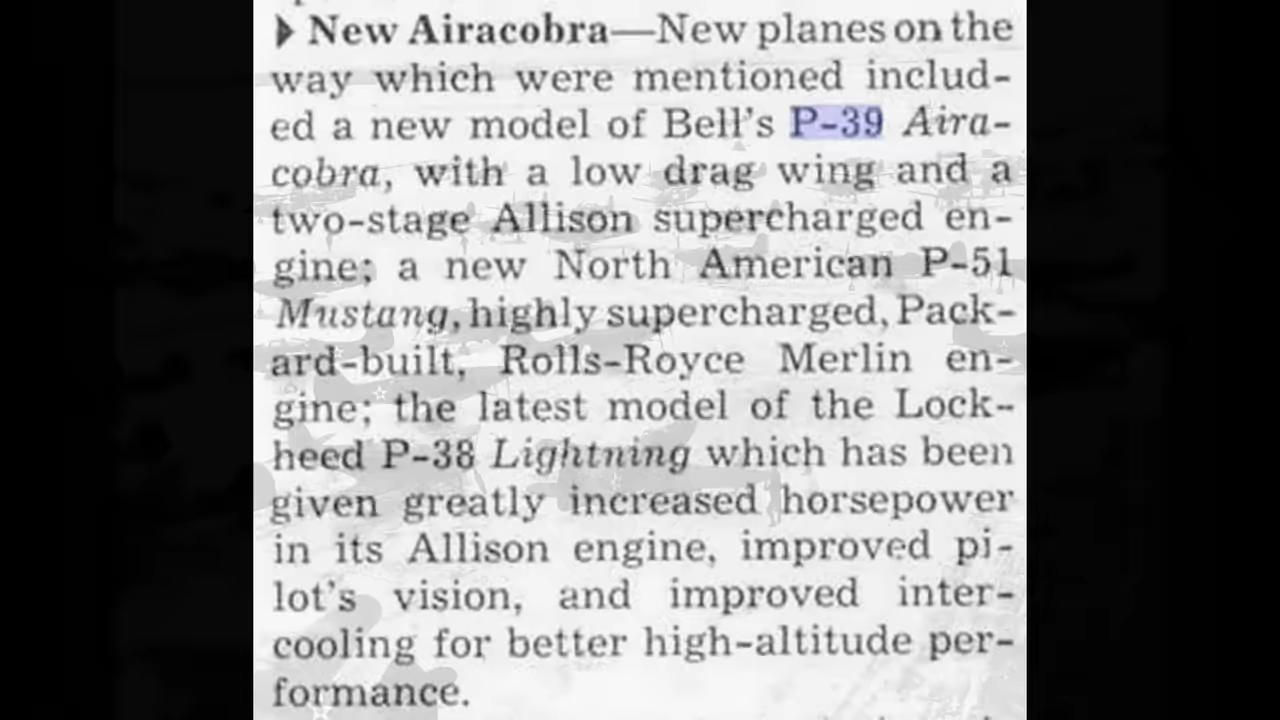 ▶ New Airacobra—New planes on the
way which were mentioned includ-
ed a new model of Bell's P-39 Aira-
cobra, with a low drag wing and a
two-stage Allison supercharged en-
gine; a new North American P-51
Mustang, highly supercharged, Pack-
ard-built, Rolls-Royce Merlin en-
gine; the latest model of the Lock-
heed P-38 Lightning which has been
given greatly increased horsepower
in its Allison engine, improved pi-
lot's vision, and improved inter-
cooling for better high-altitude per-
formance.